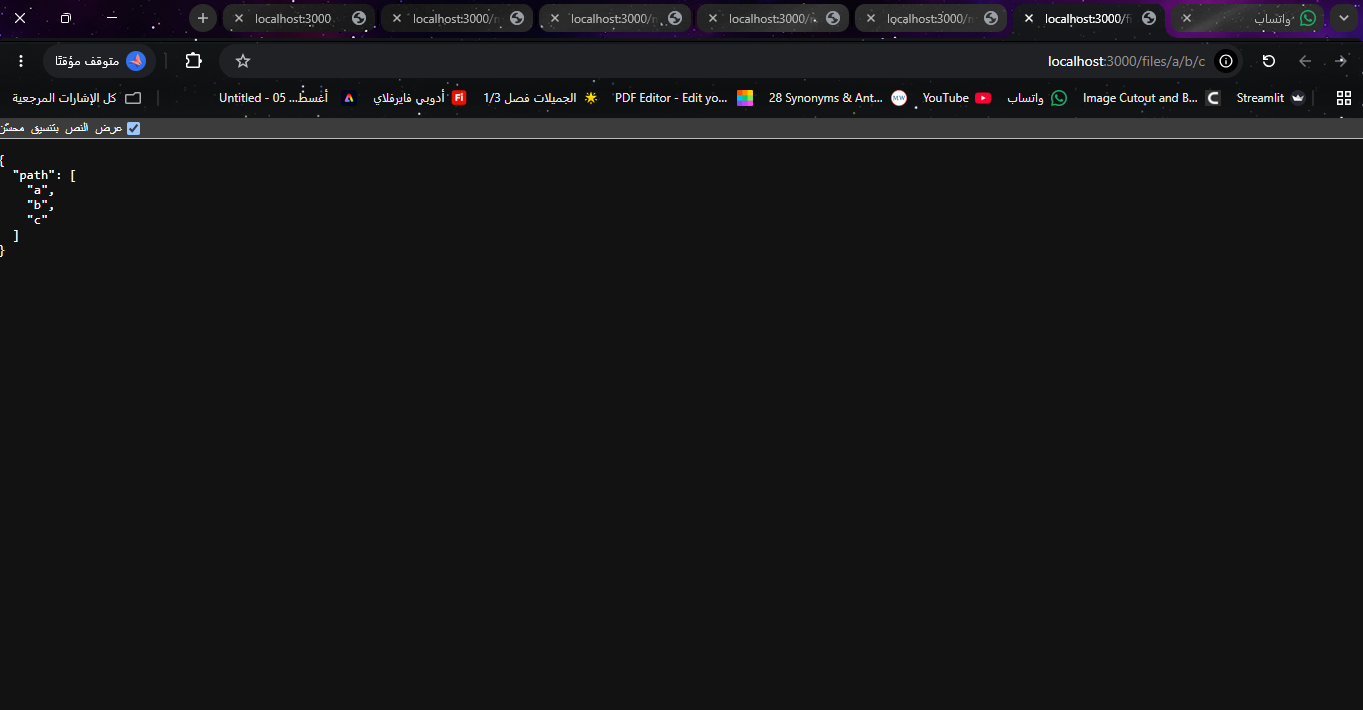 localhost:3000
localhost:3000/
localhost:3000/
localhost:3000/
localhost:3000/
localhost:3000/fi
واتساب
متوقف مؤقتًا
localhost:3000/files/a/b/c
كل الإشارات المرجعية
Untitled - 05 أغسط...
أدوبي فايرفلاي
الجميلات فصل 1/3
PDF Editor - Edit yo...
28 Synonyms & Ant...
YouTube
واتساب
Image Cutout and B...
Streamlit
عرض النص بتنسيق محسّن
{
"path": [
"a",
"b",
"c"
]
}